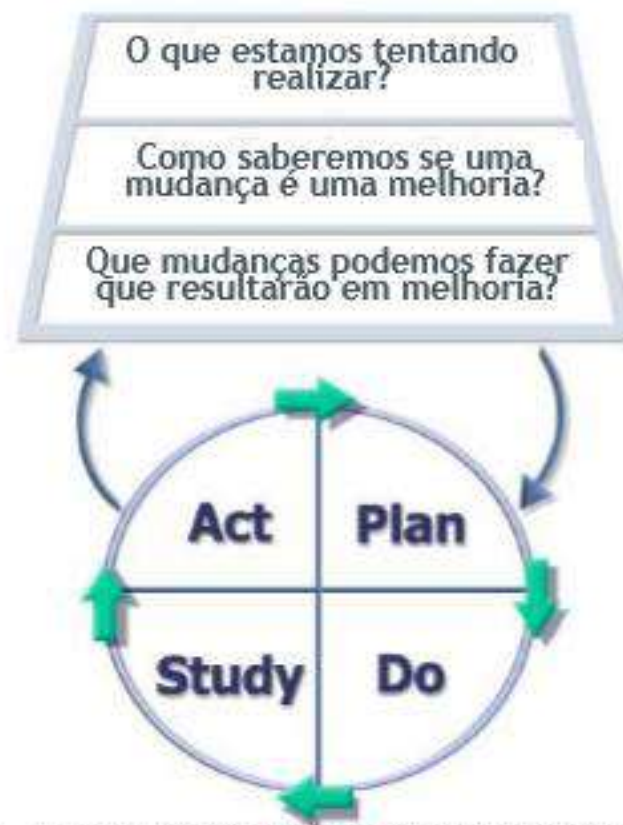 O que estamos tentando
realizar?
Como saberemos se uma
mudança é uma melhoria?
Que mudanças podemos fazer
que resultarão em melhoria?
Act
Plan
Study
Do